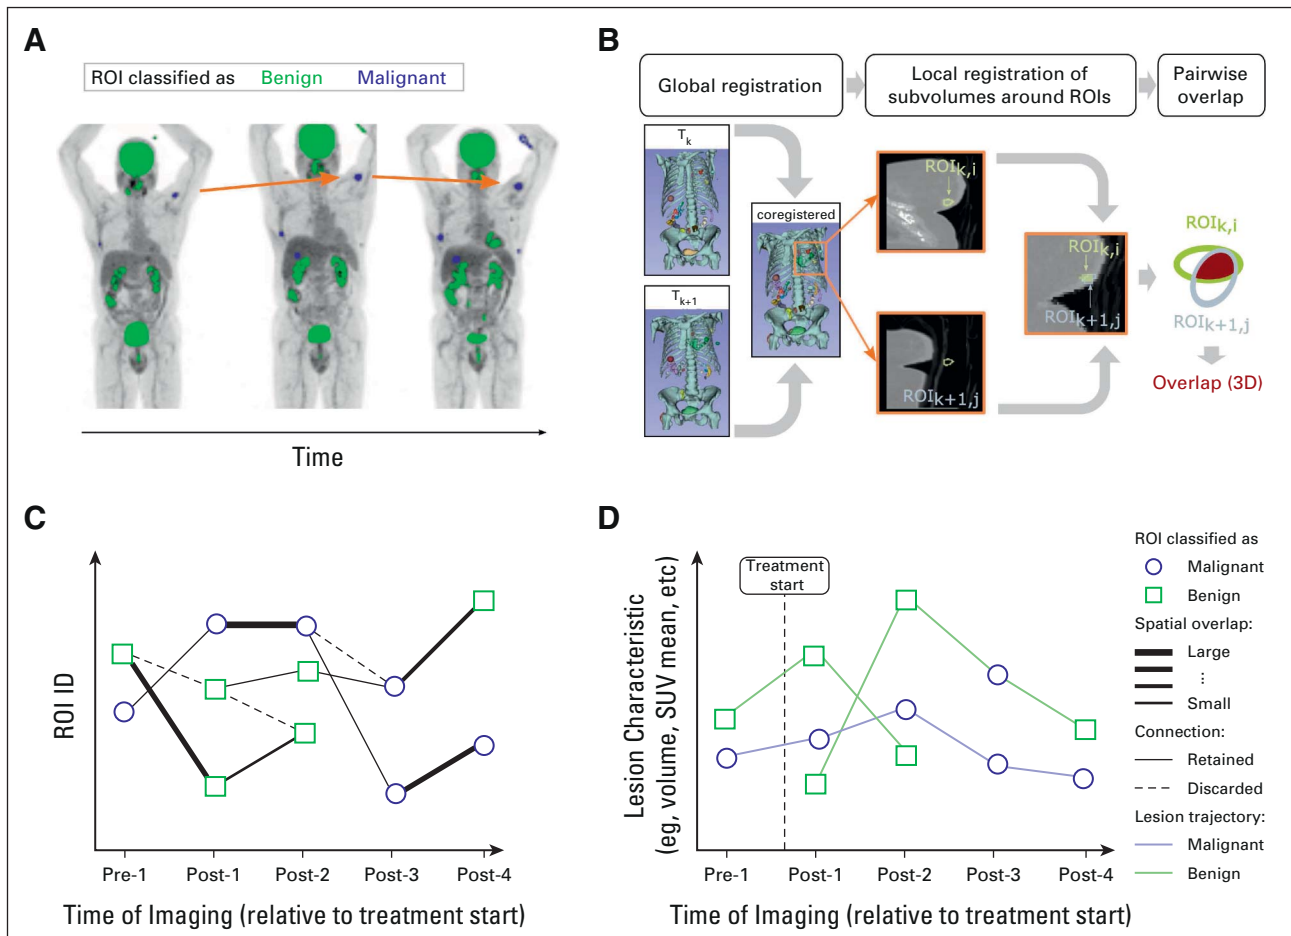 A
ROI classified as Benign Malignant
Time
B
Global registration
Local registration of
subvolumes around ROIs
Pairwise
overlap
Tk
Tk+1
coregistered
ROIk,i
ROIk+1,j
ROIk,i
ROIk+1,j
ROIk,i
ROIk+1,j
Overlap (3D)
C
ROI ID
Pre-1 Post-1 Post-2 Post-3 Post-4
Time of Imaging (relative to treatment start)
D
Lesion Characteristic
(eg, volume, SUV mean, etc)
Treatment
start
Pre-1 Post-1 Post-2 Post-3 Post-4
Time of Imaging (relative to treatment start)
ROI classified as
Malignant
Benign
Spatial overlap:
Large
⋮
Small
Connection:
Retained
Discarded
Lesion trajectory:
Malignant
Benign